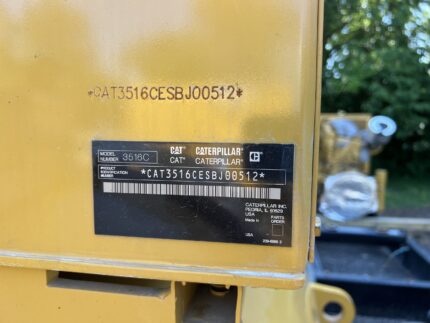 *CAT3516CESBJ00512*
CAT CATERPILLAR
MODEL NUMBER 3516C CAT® CATERPILLAR®
PRODUCT IDENTIFICATION NUMBER
*CAT3516CESBJ00512*
CATERPILLAR INC.
PEORIA, IL 61629
USA
PARTS ORDER
Made in
USA